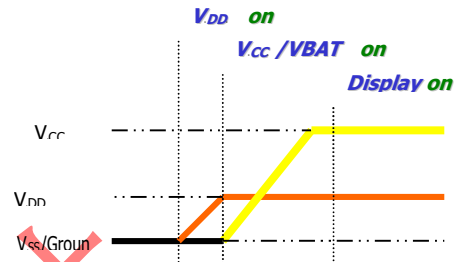 VDD on
VCC /VBAT on
Display on
VCC
VDD
VSS/Groun